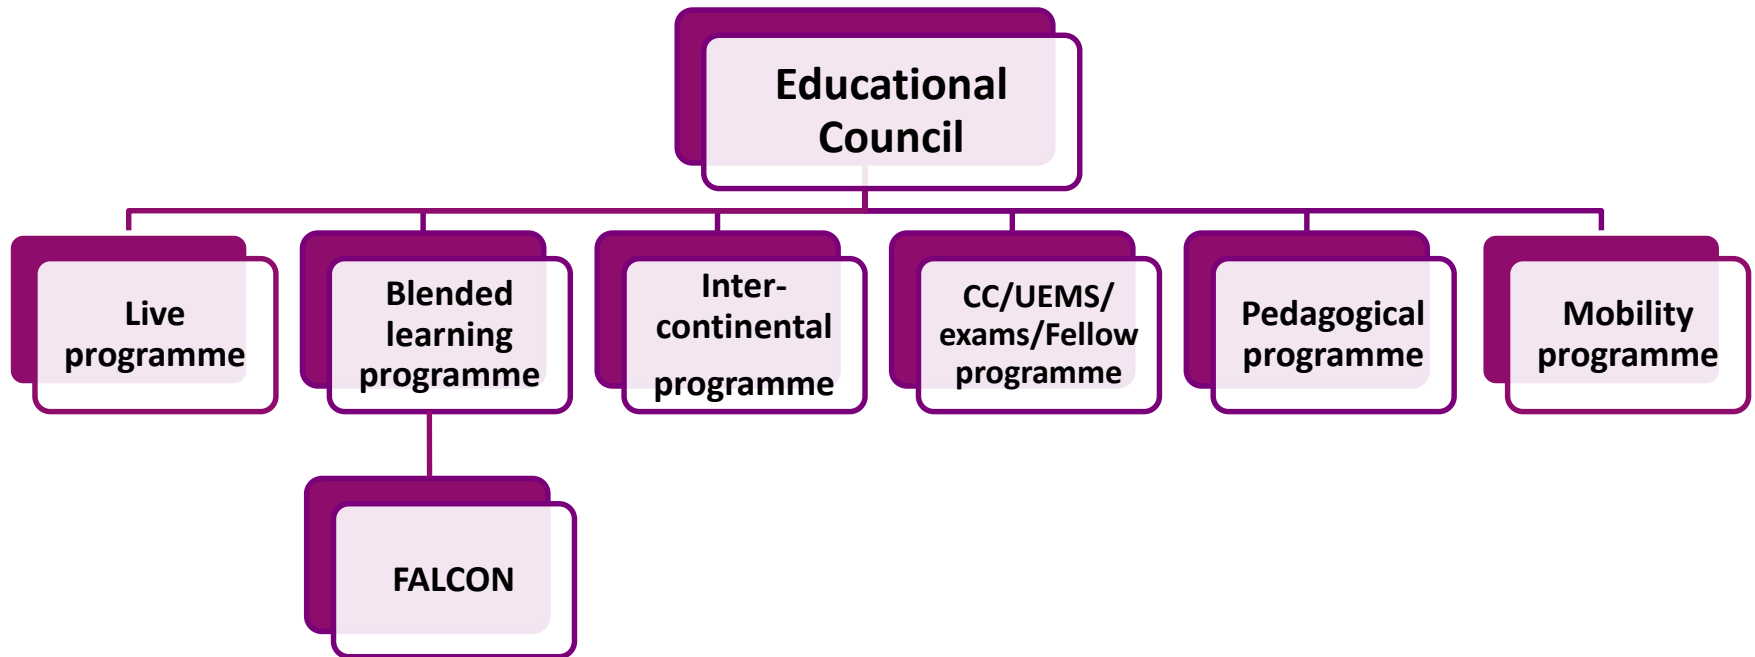 Educational
Council
Live
programme
Blended
learning
programme
Inter-
continental
programme
CC/UEMS/
exams/Fellow
programme
Pedagogical
programme
Mobility
programme
FALCON